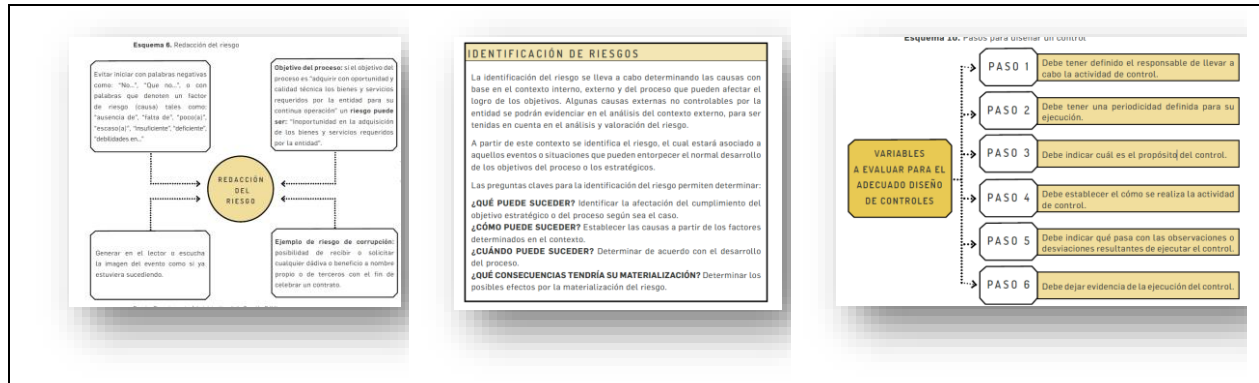 Esquema 8. Redacción del riesgo
Evitar iniciar con palabras negativas
como: "No...", "Que no...", o con
palabras que denoten un factor
de riesgo (causa) tales como:
"ausencia de", "falta de", "poco(a)",
"escaso(a)", "insuficiente", "deficiente",
"debilidades en..."
Objetivo del proceso: si el objetivo del
proceso es "adquirir con oportunidad y
calidad técnica los bienes y servicios
requeridos por la entidad para su
continua operación" un riesgo puede
ser: "Inoportunidad en la adquisición
de los bienes y servicios requeridos
por la entidad".
REDACCIÓN
DEL
RIESGO
Generar en el lector o escucha
la imagen del evento como si ya
estuviera sucediendo.
Ejemplo de riesgo de corrupción:
posibilidad de recibir o solicitar
cualquier dádiva o beneficio a nombre
propio o de terceros con el fin de
celebrar un contrato.
IDENTIFICACIÓN DE RIESGOS
La identificación del riesgo se lleva a cabo determinando las causas con
base en el contexto interno, externo y del proceso que pueden afectar el
logro de los objetivos. Algunas causas externas no controlables por la
entidad se podrán evidenciar en el análisis del contexto externo, para ser
tenidas en cuenta en el análisis y valoración del riesgo.
A partir de este contexto se identifica el riesgo, el cual estará asociado a
aquellos eventos o situaciones que pueden entorpecer el normal desarrollo
de los objetivos del proceso o los estratégicos.
Las preguntas claves para la identificación del riesgo permiten determinar:
¿QUÉ PUEDE SUCEDER? Identificar la afectación del cumplimiento del
objetivo estratégico o del proceso según sea el caso.
¿CÓMO PUEDE SUCEDER? Establecer las causas a partir de los factores
determinados en el contexto.
¿CUÁNDO PUEDE SUCEDER? Determinar de acuerdo con el desarrollo
del proceso.
¿QUÉ CONSECUENCIAS TENDRÍA SU MATERIALIZACIÓN? Determinar los
posibles efectos por la materialización del riesgo.
Esquema 10. Pasos para diseñar un control
VARIABLES
A EVALUAR PARA EL
ADECUADO DISEÑO
DE CONTROLES
PASO 1
Debe tener definido el responsable de llevar a
cabo la actividad de control.
PASO 2
Debe tener una periodicidad definida para su
ejecución.
PASO 3
Debe indicar cuál es el propósito del control.
PASO 4
Debe establecer el cómo se realiza la actividad
de control.
PASO 5
Debe indicar qué pasa con las observaciones o
desviaciones resultantes de ejecutar el control.
PASO 6
Debe dejar evidencia de la ejecución del control.